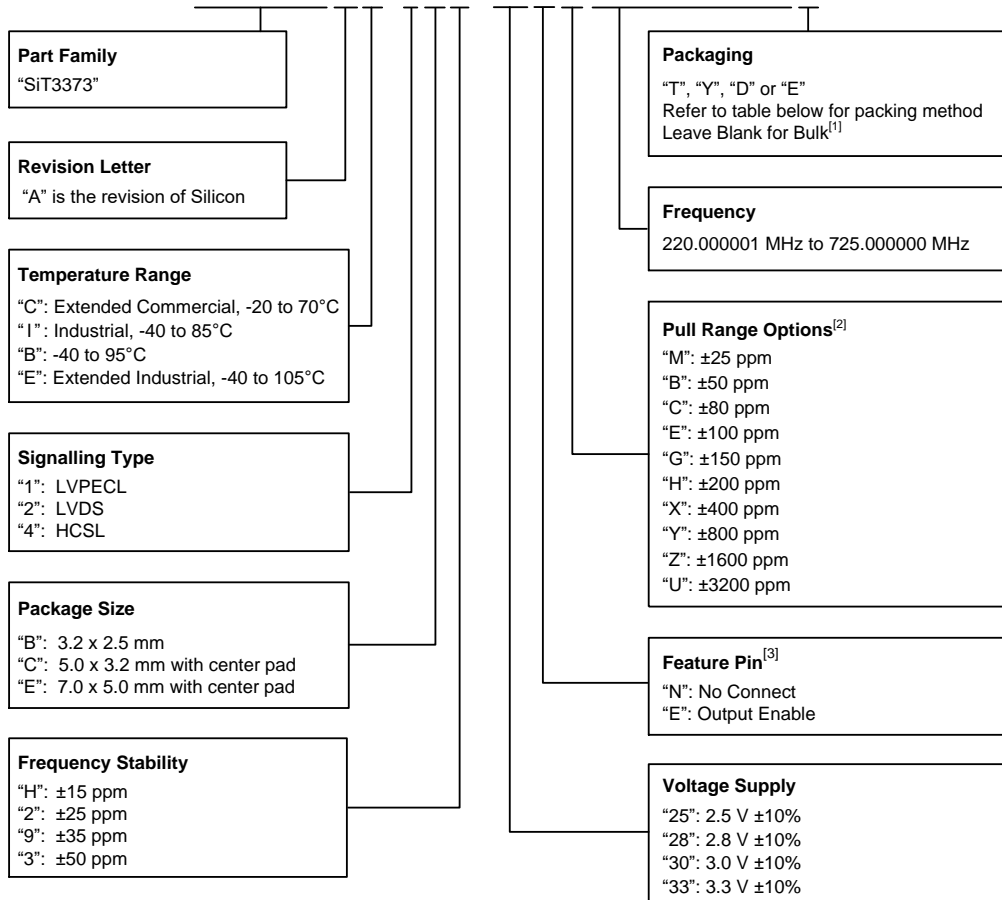 Part Family
“SiT3373”
Revision Letter
“A” is the revision of Silicon
Temperature Range
“C”: Extended Commercial, -20 to 70°C
“I”: Industrial, -40 to 85°C
“B”: -40 to 95°C
“E”: Extended Industrial, -40 to 105°C
Signalling Type
“1”: LVPECL
“2”: LVDS
“4”: HCSL
Package Size
“B”: 3.2 x 2.5 mm
“C”: 5.0 x 3.2 mm with center pad
“E”: 7.0 x 5.0 mm with center pad
Frequency Stability
“H”: ±15 ppm
“2”: ±25 ppm
“9”: ±35 ppm
“3”: ±50 ppm
Packaging
“T”, “Y”, “D” or “E”
Refer to table below for packing method
Leave Blank for Bulk[1]
Frequency
220.000001 MHz to 725.000000 MHz
Pull Range Options[2]
“M”: ±25 ppm
“B”: ±50 ppm
“C”: ±80 ppm
“E”: ±100 ppm
“G”: ±150 ppm
“H”: ±200 ppm
“X”: ±400 ppm
“Y”: ±800 ppm
“Z”: ±1600 ppm
“U”: ±3200 ppm
Feature Pin[3]
“N”: No Connect
“E”: Output Enable
Voltage Supply
“25”: 2.5 V ±10%
“28”: 2.8 V ±10%
“30”: 3.0 V ±10%
“33”: 3.3 V ±10%